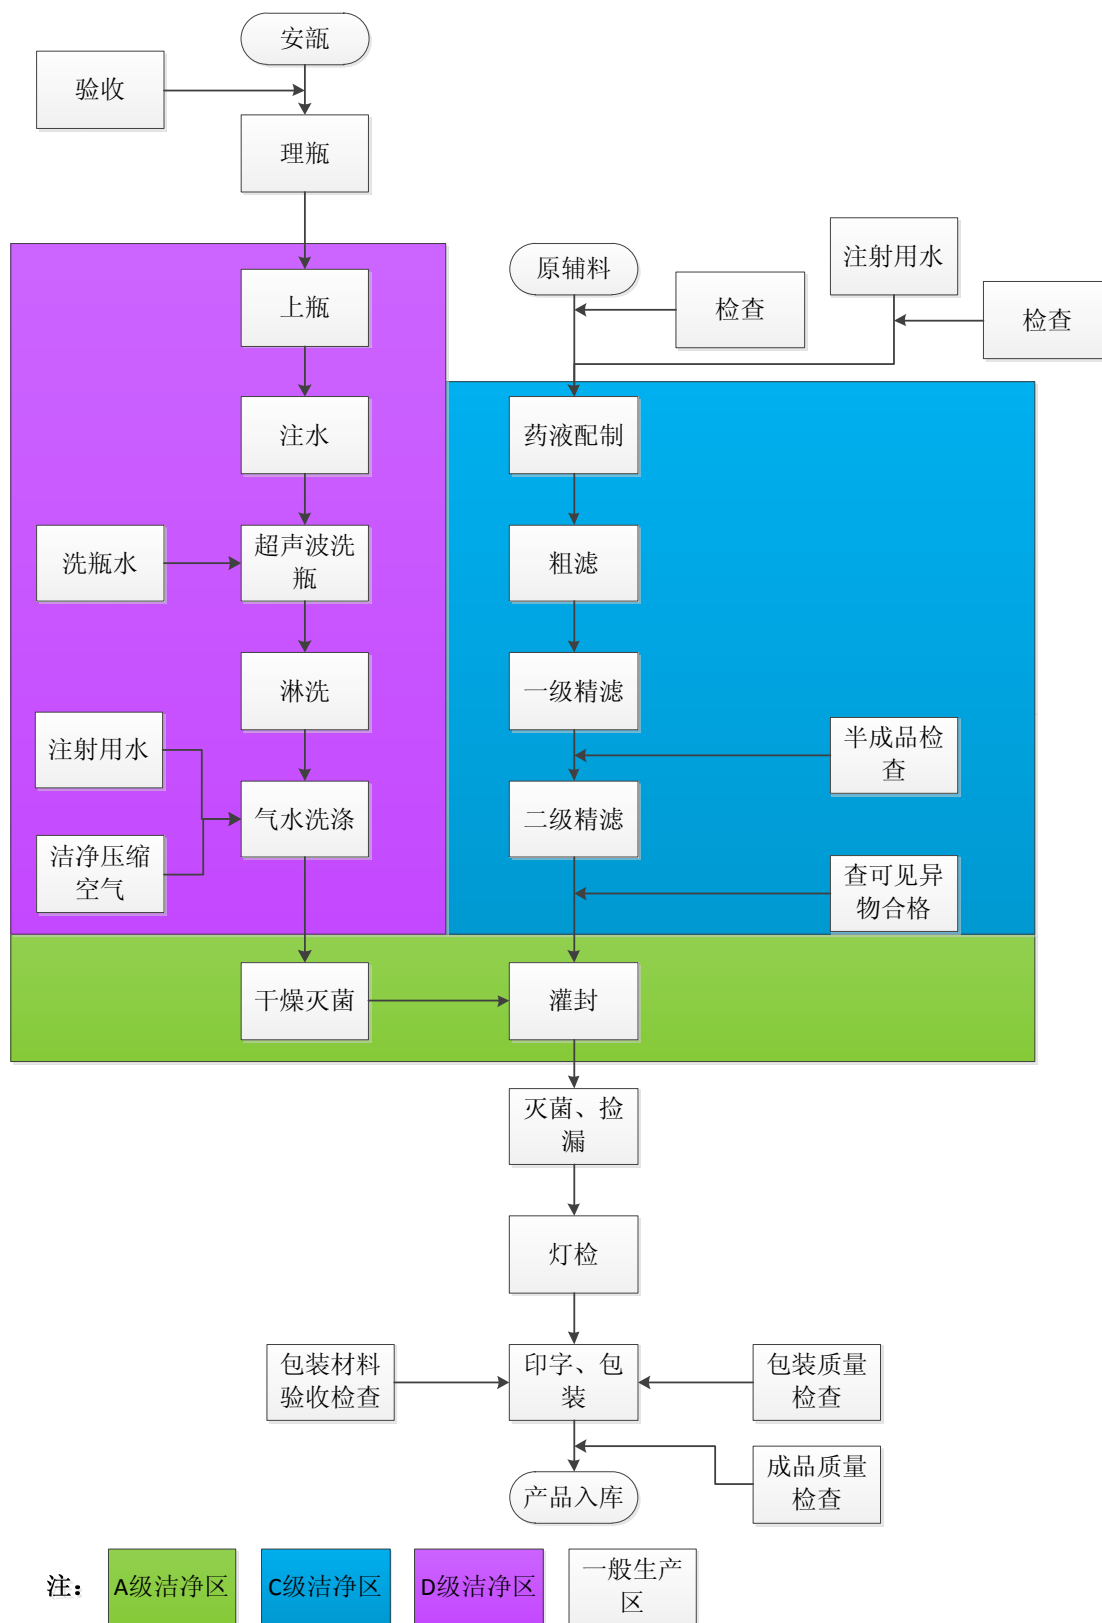 安瓿
验收
理瓶
上瓶
原辅料
注射用水
检查
检查
注水
药液配制
洗瓶水
超声波洗
瓶
粗滤
淋洗
一级精滤
注射用水
半成品检
查
气水洗涤
二级精滤
洁净压缩
空气
查可见异
物合格
干燥灭菌
灌封
灭菌、捡
漏
灯检
包装材料
验收检查
印字、包
装
包装质量
检查
产品入库
成品质量
检查
注：
A级洁净区
C级洁净区
D级洁净区
一般生产
区